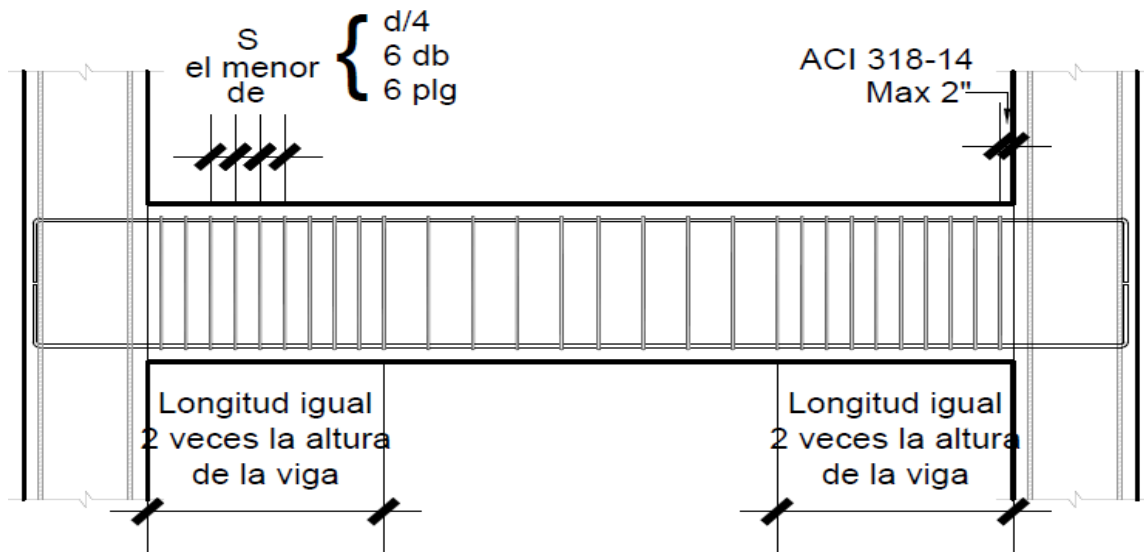 S
el menor
de
d/4
6 db
6 plg
ACI 318-14
Max 2"
Longitud igual
2 veces la altura
de la viga
Longitud igual
2 veces la altura
de la viga